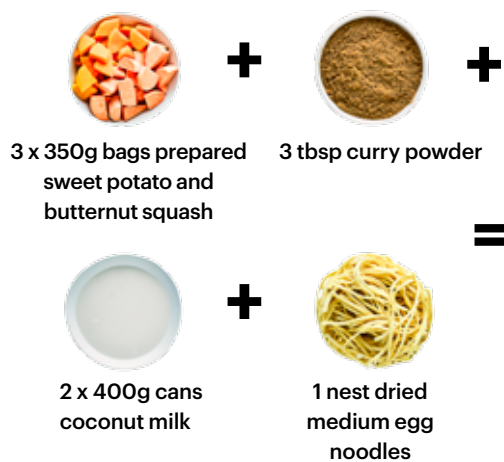 +
+
3 x 350g bags prepared
sweet potato and
butternut squash
3 tbsp curry powder
=
+
2 x 400g cans
coconut milk
1 nest dried
medium egg
noodles